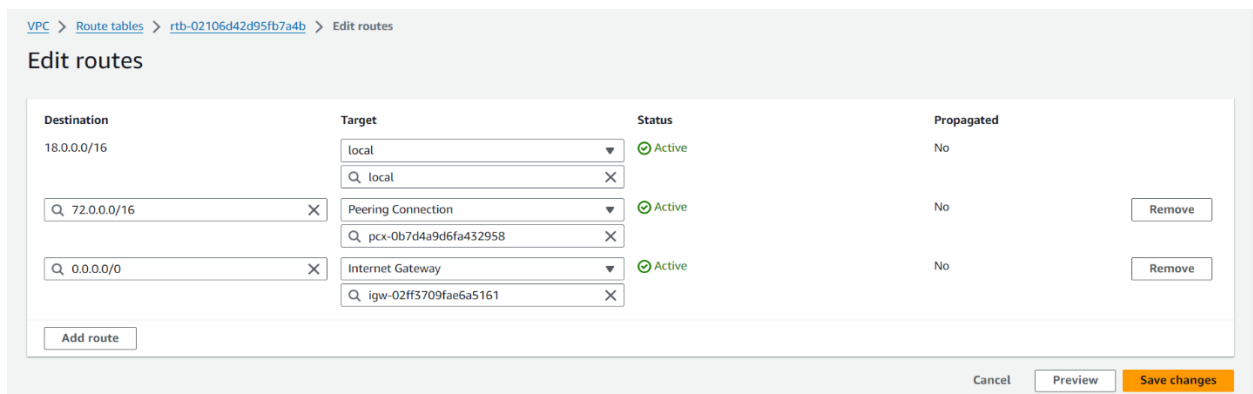 VPC > Route tables > rtb-02106d42d95fb7a4b > Edit routes
Edit routes
Destination Target Status Propagated
18.0.0.0/16 local Active No
local
72.0.0.0/16 Peering Connection Active No Remove
pcx-0b7d4a9d6fa432958
0.0.0.0/0 Internet Gateway Active No Remove
igw-02ff3709fae6a5161
Add route
Cancel Preview Save changes